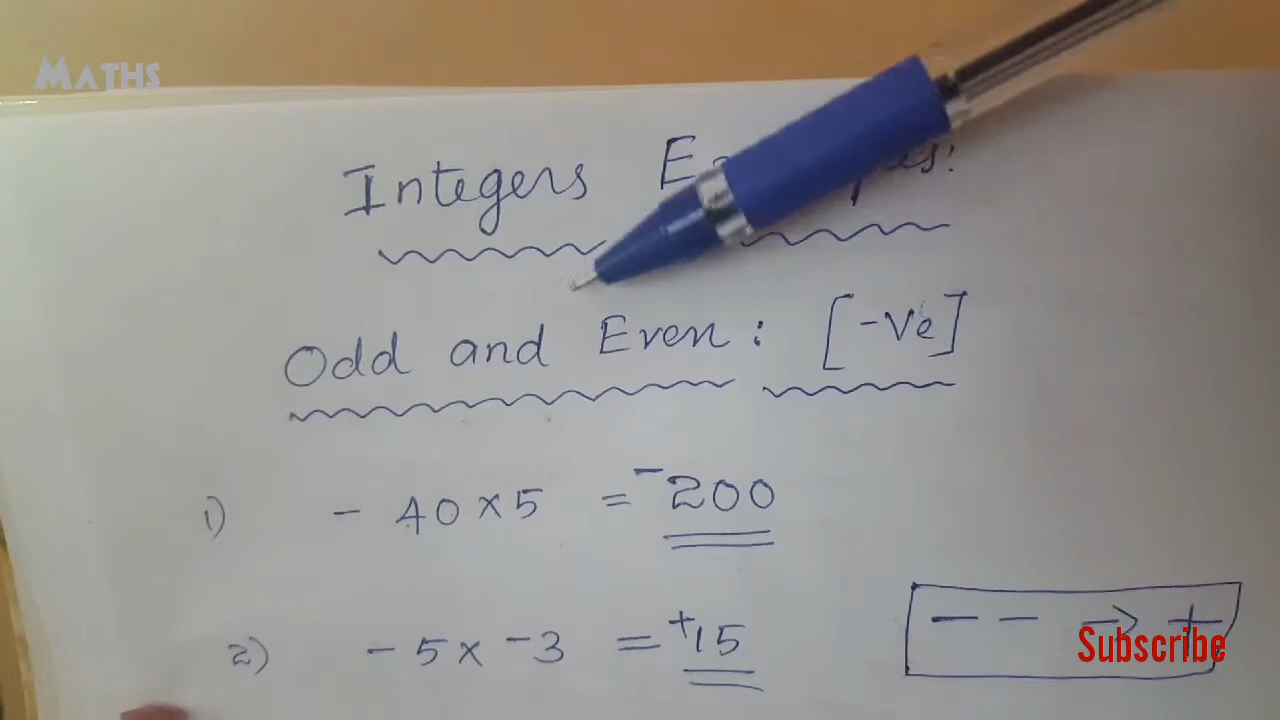 MATHS
Integers
Odd and Even : [-Ve]
1) - 40 x 5 = -200
2) - 5 x -3 = +15
- - → +
Subscribe